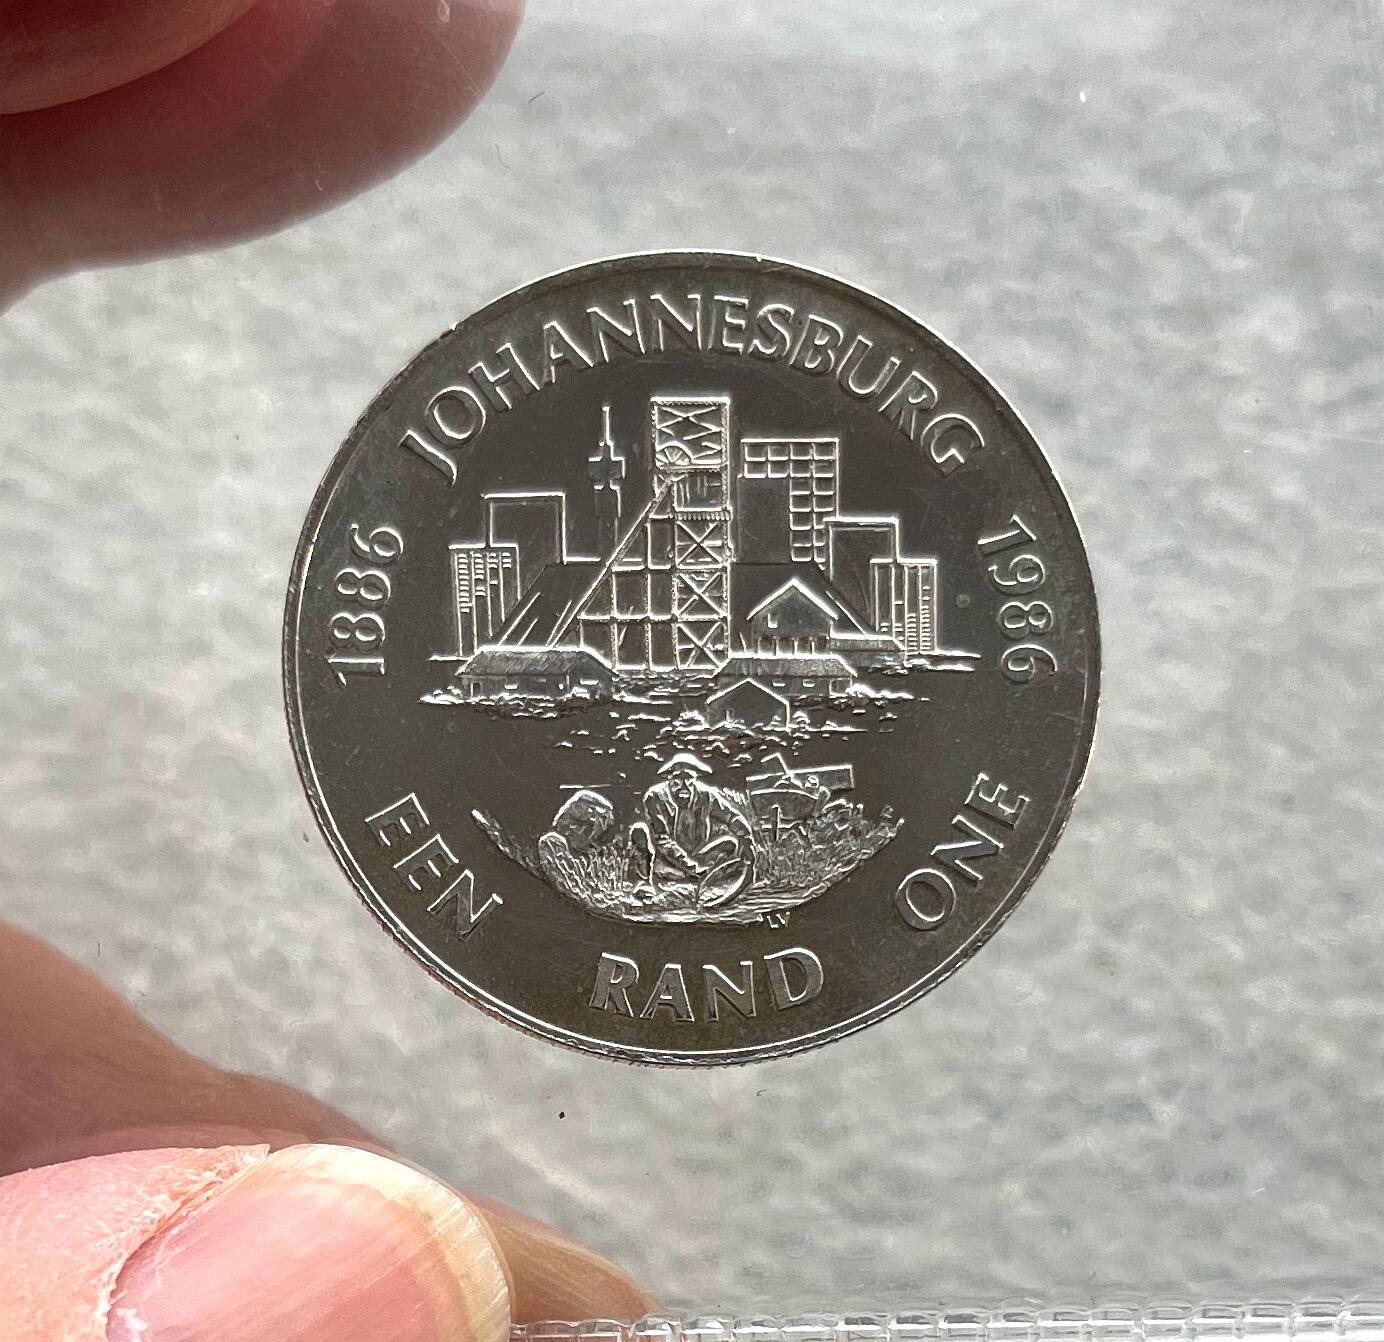 JOHANNESBURG
1886
1986
EEN RAND ONE
LV